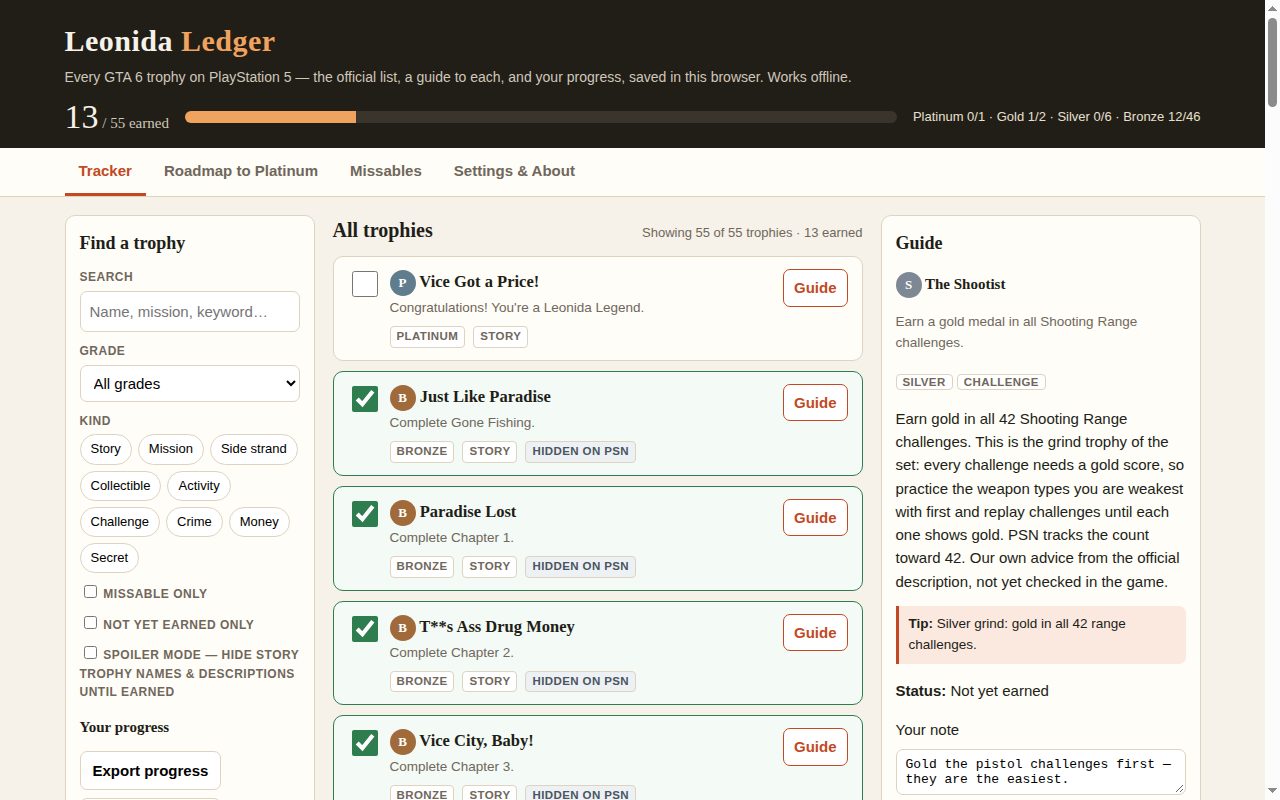 Leonida Ledger
Every GTA 6 trophy on PlayStation 5 — the official list, a guide to each, and your progress, saved in this browser. Works offline.
13 / 55 earned
Platinum 0/1 · Gold 1/2 · Silver 0/6 · Bronze 12/46
Tracker
Roadmap to Platinum
Missables
Settings & About
Find a trophy
SEARCH
Name, mission, keyword…
GRADE
All grades
KIND
Story
Mission
Side strand
Collectible
Activity
Challenge
Crime
Money
Secret
MISSABLE ONLY
NOT YET EARNED ONLY
SPOILER MODE — HIDE STORY
TROPHY NAMES & DESCRIPTIONS
UNTIL EARNED
Your progress
Export progress
All trophies
Showing 55 of 55 trophies · 13 earned
P Vice Got a Price!
Congratulations! You're a Leonida Legend.
PLATINUM STORY
Guide
B Just Like Paradise
Complete Gone Fishing.
BRONZE STORY HIDDEN ON PSN
Guide
B Paradise Lost
Complete Chapter 1.
BRONZE STORY HIDDEN ON PSN
Guide
B T**s Ass Drug Money
Complete Chapter 2.
BRONZE STORY HIDDEN ON PSN
Guide
B Vice City, Baby!
Complete Chapter 3.
BRONZE STORY HIDDEN ON PSN
Guide
Guide
S The Shootist
Earn a gold medal in all Shooting Range
challenges.
SILVER CHALLENGE
Earn gold in all 42 Shooting Range
challenges. This is the grind trophy of the
set: every challenge needs a gold score, so
practice the weapon types you are weakest
with first and replay challenges until each
one shows gold. PSN tracks the count
toward 42. Our own advice from the official
description, not yet checked in the game.
Tip: Silver grind: gold in all 42 range
challenges.
Status: Not yet earned
Your note
Gold the pistol challenges first —
they are the easiest.